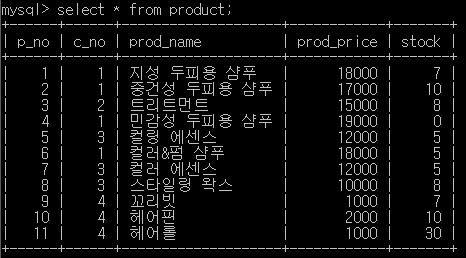 mysql> select * from product;
+------+------+--------------------+------------+-------+
| p_no | c_no | prod_name | prod_price | stock |
+------+------+--------------------+------------+-------+
| 1 | 1 | 지성 두피용 샴푸 | 18000 | 7 |
| 2 | 1 | 중건성 두피용 샴푸 | 17000 | 10 |
| 3 | 2 | 트리트먼트 | 15000 | 8 |
| 4 | 1 | 민감성 두피용 샴푸 | 19000 | 0 |
| 5 | 3 | 컬링 에센스 | 12000 | 5 |
| 6 | 1 | 컬러&펌 샴푸 | 18000 | 5 |
| 7 | 3 | 컬러 에센스 | 12000 | 5 |
| 8 | 3 | 스타일링 왁스 | 10000 | 8 |
| 9 | 4 | 꼬리빗 | 1000 | 7 |
| 10 | 4 | 헤어핀 | 2000 | 10 |
| 11 | 4 | 헤어롤 | 1000 | 30 |
+------+------+--------------------+------------+-------+